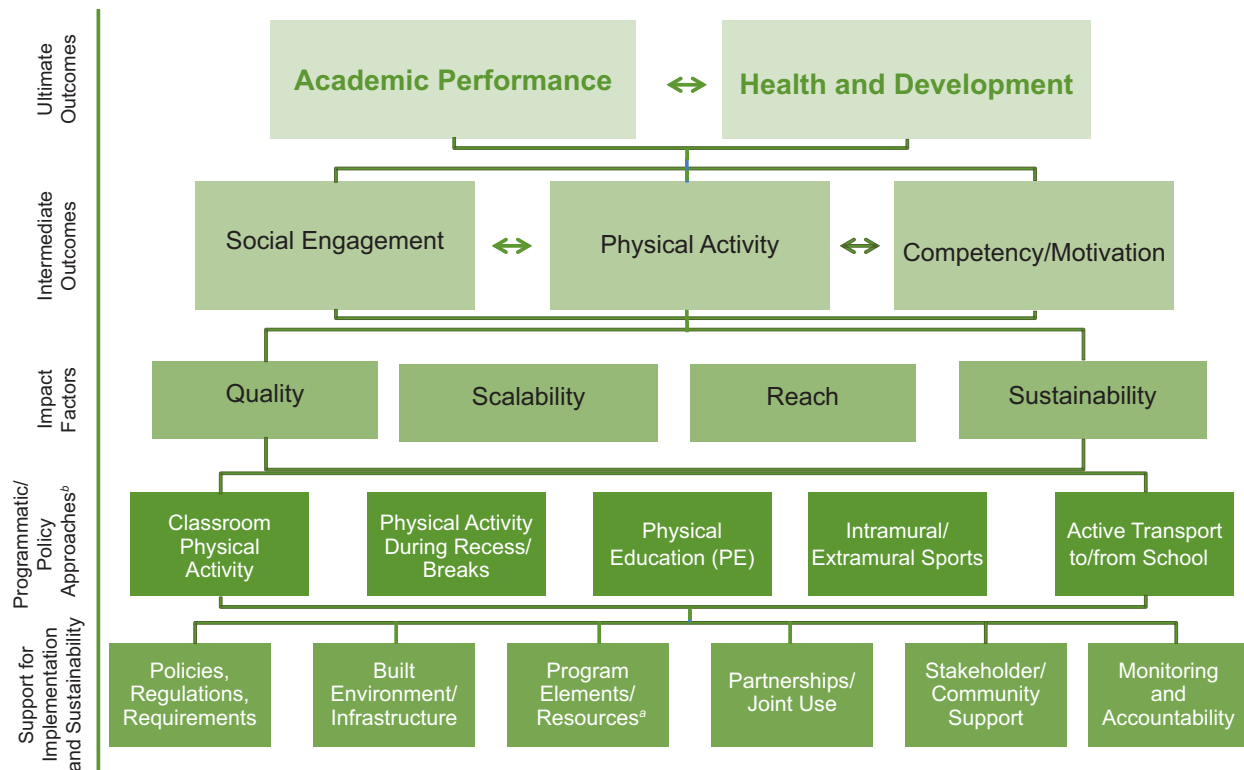 Ultimate
Outcomes
Academic Performance
Health and Development
Intermediate
Outcomes
Social Engagement
Physical Activity
Competency/Motivation
Impact
Factors
Quality
Scalability
Reach
Sustainability
Programmatic/
Policy
Approachesᵇ
Classroom
Physical
Activity
Physical Activity
During Recess/
Breaks
Physical
Education (PE)
Intramural/
Extramural Sports
Active Transport
to/from School
Support for
Implementation
and Sustainability
Policies,
Regulations,
Requirements
Built
Environment/
Infrastructure
Program
Elements/
Resourcesᵃ
Partnerships/
Joint Use
Stakeholder/
Community
Support
Monitoring
and
Accountability